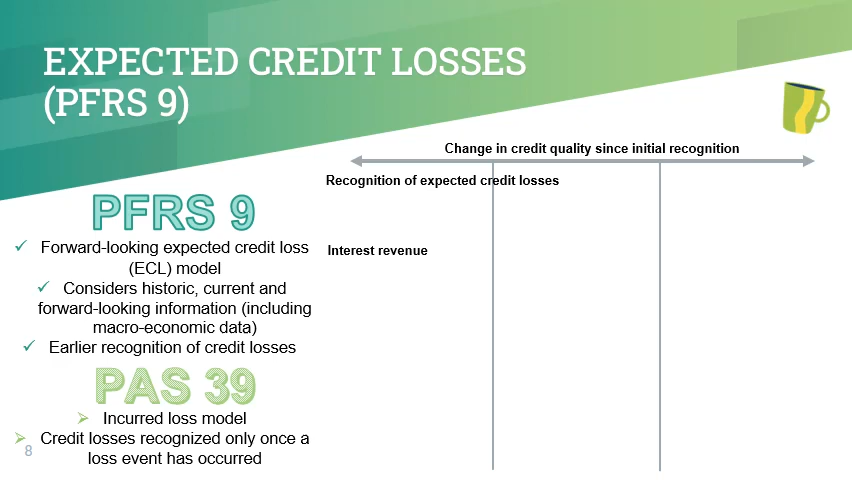 EXPECTED CREDIT LOSSES
(PFRS 9)
Change in credit quality since initial recognition
Recognition of expected credit losses
Interest revenue
PFRS 9
✓ Forward-looking expected credit loss
(ECL) model
✓ Considers historic, current and
forward-looking information (including
macro-economic data)
✓ Earlier recognition of credit losses
PAS 39
➢ Incurred loss model
➢ Credit losses recognized only once a
loss event has occurred
8